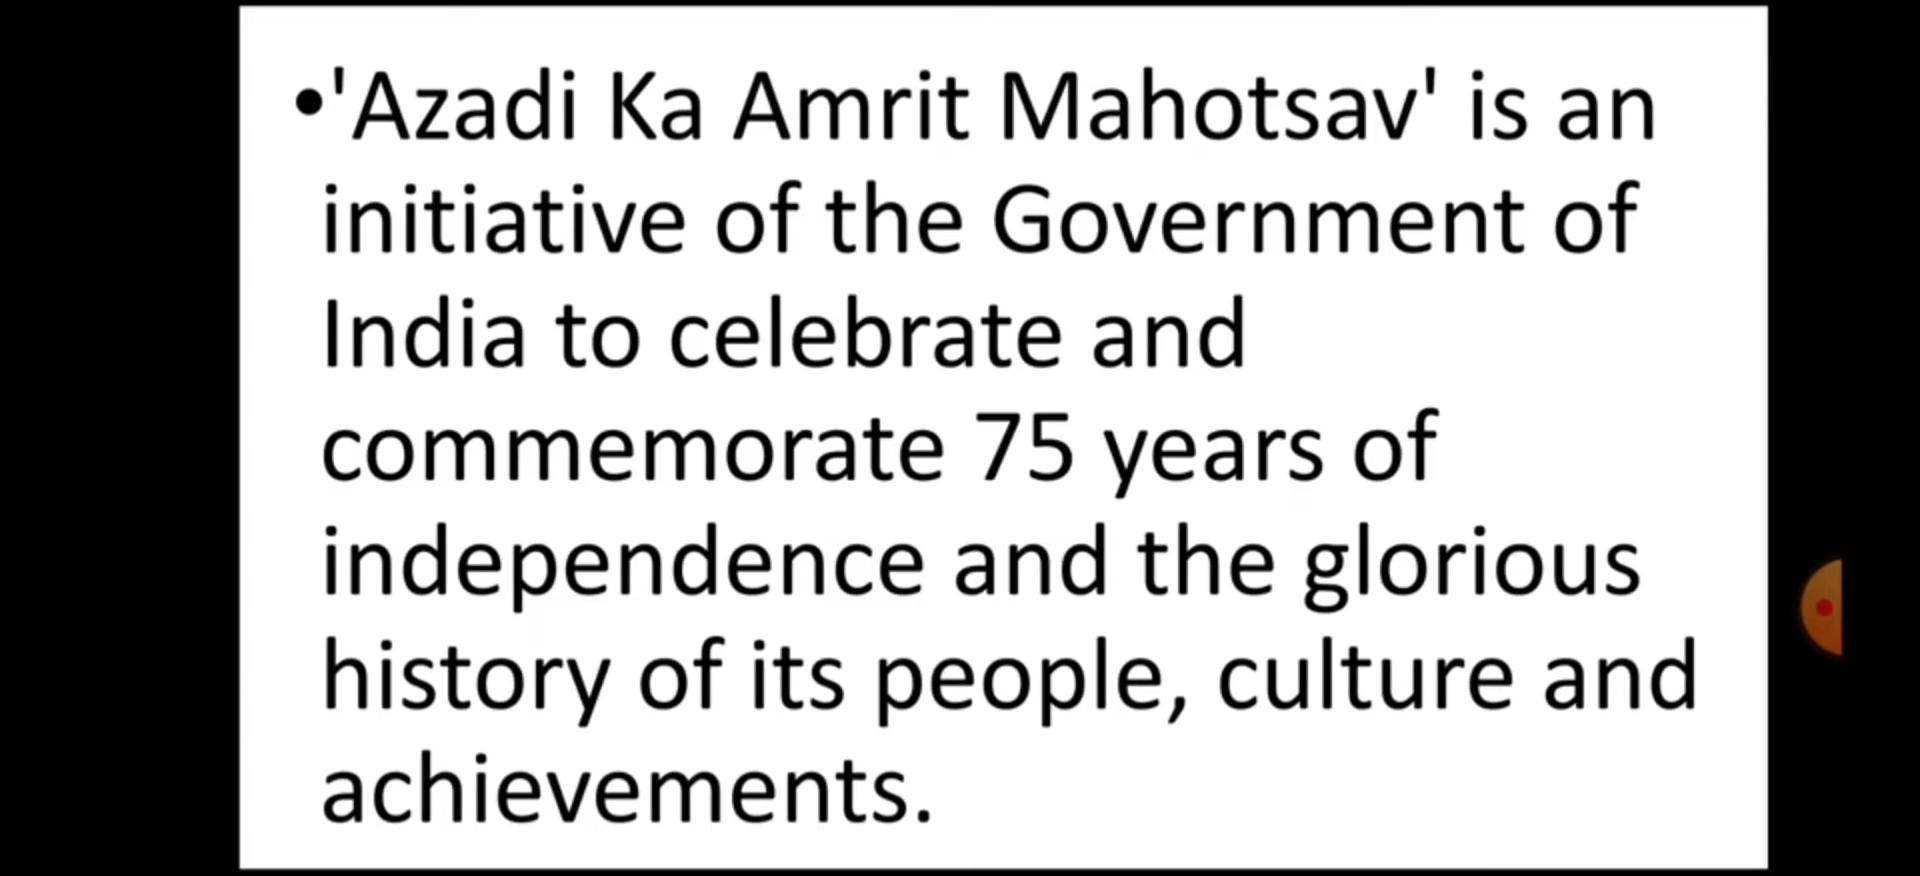 •'Azadi Ka Amrit Mahotsav' is an
initiative of the Government of
India to celebrate and
commemorate 75 years of
independence and the glorious
history of its people, culture and
achievements.